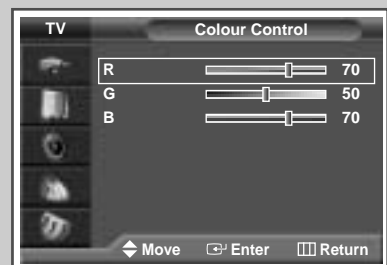 TV Colour Control
R 70
G 50
B 70
Move Enter Return